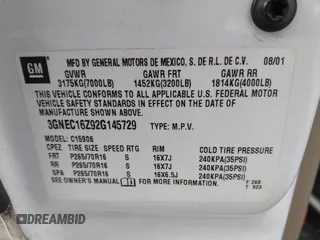 GM
MFD BY GENERAL MOTORS DE MEXICO, S. DE R.L. DE C.V. 08/01
GVWR GAWR FRT GAWR RR
3175KG(7000LB) 1452KG(3200LB) 1814KG(4000LB)
THIS VEHICLE CONFORMS TO ALL APPLICABLE U.S. FEDERAL MOTOR
VEHICLE SAFETY STANDARDS IN EFFECT ON THE DATE OF
MANUFACTURE SHOWN ABOVE.
3GNEC16Z92G145729 TYPE: M.P.V.
MODEL: C15906
CPEZ TIRE SIZE SPEED RTG RIM COLD TIRE PRESSURE
FRT P265/70R16 S 16X7J 240KPA(35PSI)
RR P265/70R16 S 16X7J 240KPA(35PSI)
SPA P265/70R16 S 16X6.5J 240KPA(35PSI)
SEE OWNER'S MANUAL FOR ADDITIONAL INFORMATION
F 268
T 923
DREAMBID